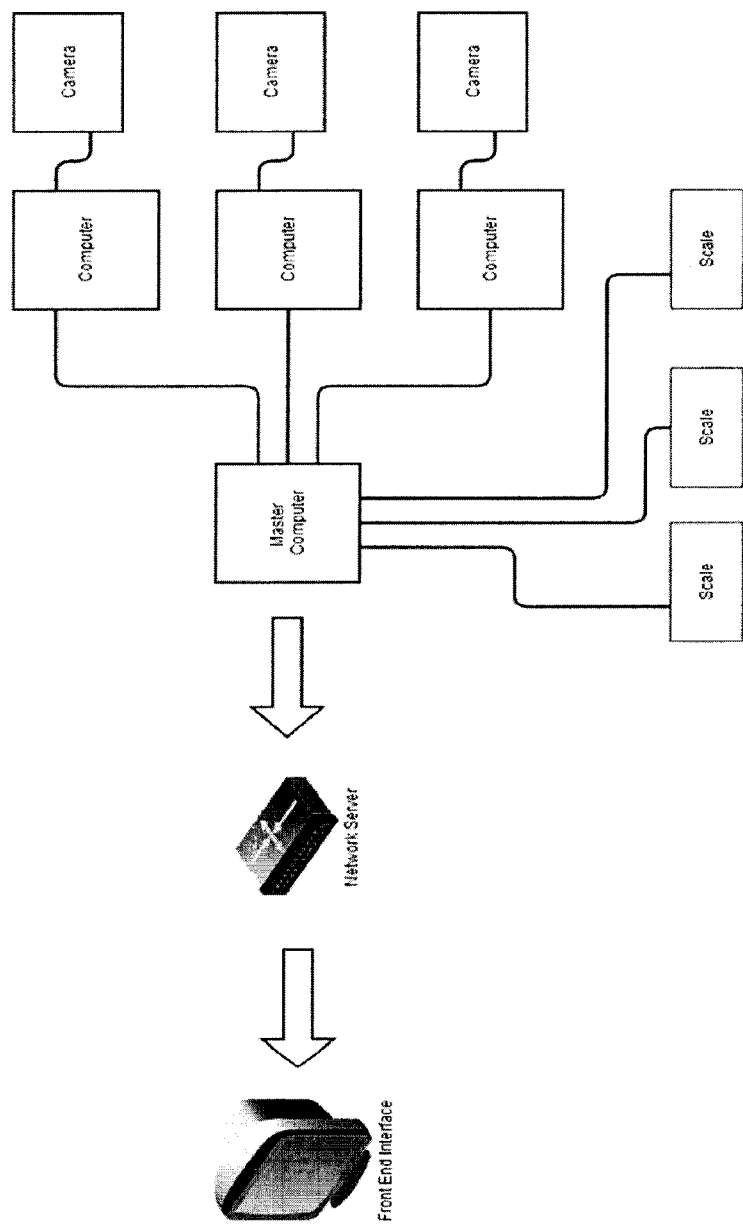 Camera
Camera
Camera
Computer
Computer
Computer
Master
Computer
Scale
Scale
Scale
Network Server
Front End Interface